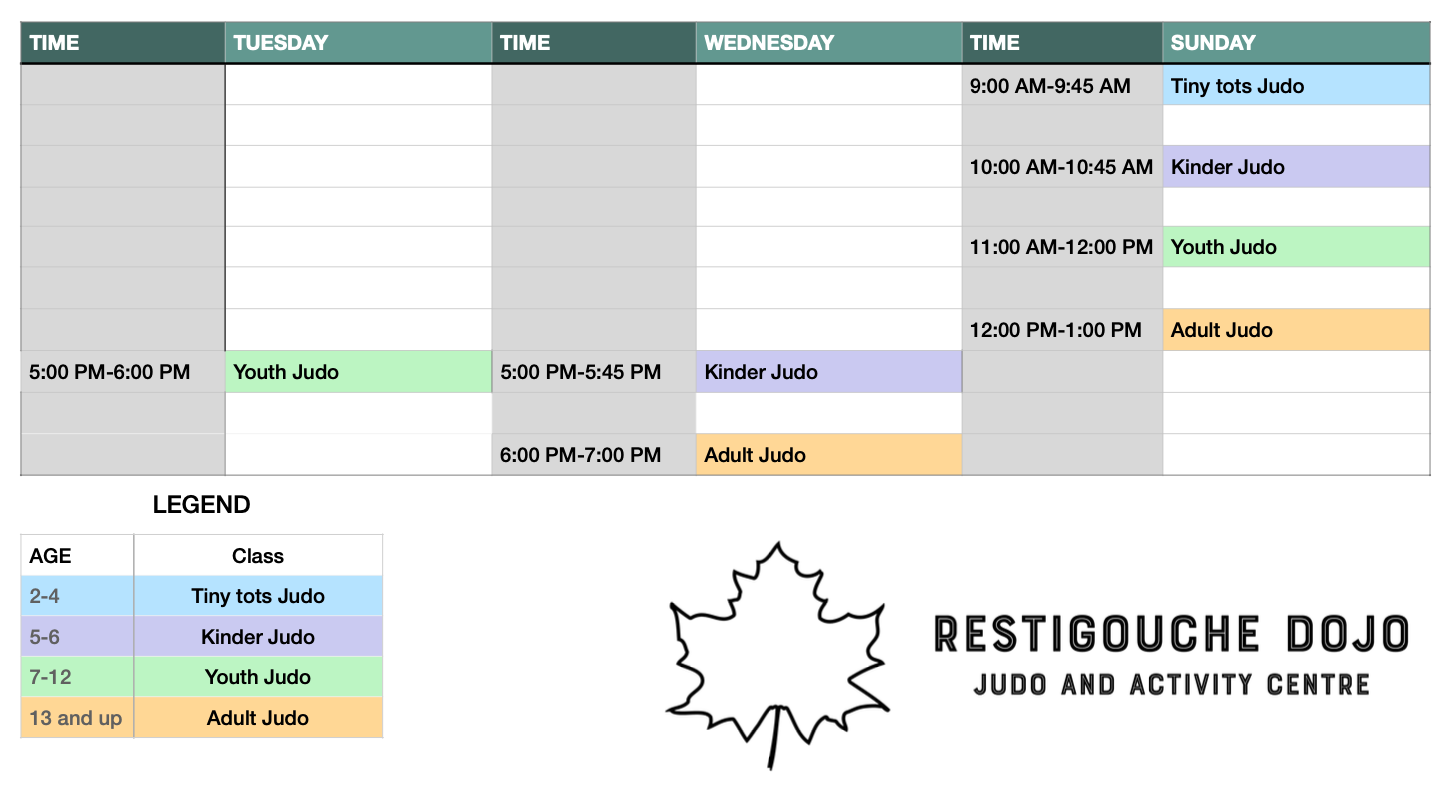 TIME TUESDAY TIME WEDNESDAY TIME SUNDAY
9:00 AM-9:45 AM Tiny tots Judo
10:00 AM-10:45 AM Kinder Judo
11:00 AM-12:00 PM Youth Judo
12:00 PM-1:00 PM Adult Judo
5:00 PM-6:00 PM Youth Judo 5:00 PM-5:45 PM Kinder Judo
6:00 PM-7:00 PM Adult Judo
LEGEND
AGE Class
2-4 Tiny tots Judo
5-6 Kinder Judo
7-12 Youth Judo
13 and up Adult Judo
RESTIGOUCHE DOJO
JUDO AND ACTIVITY CENTRE